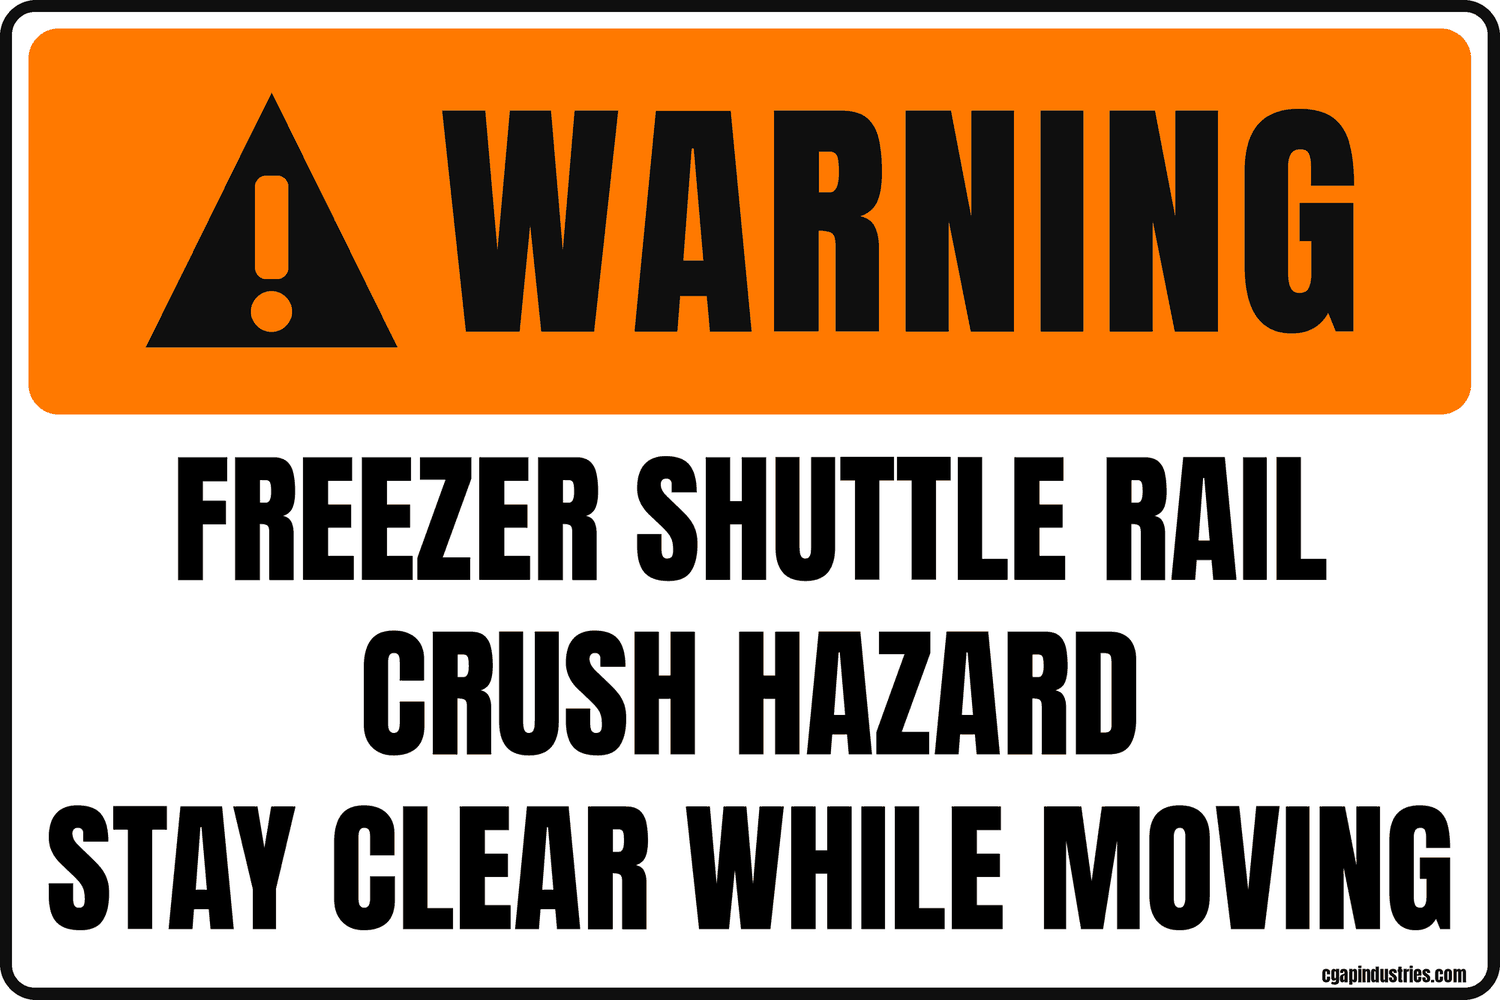 WARNING
FREEZER SHUTTLE RAIL
CRUSH HAZARD
STAY CLEAR WHILE MOVING
cgapindustries.com